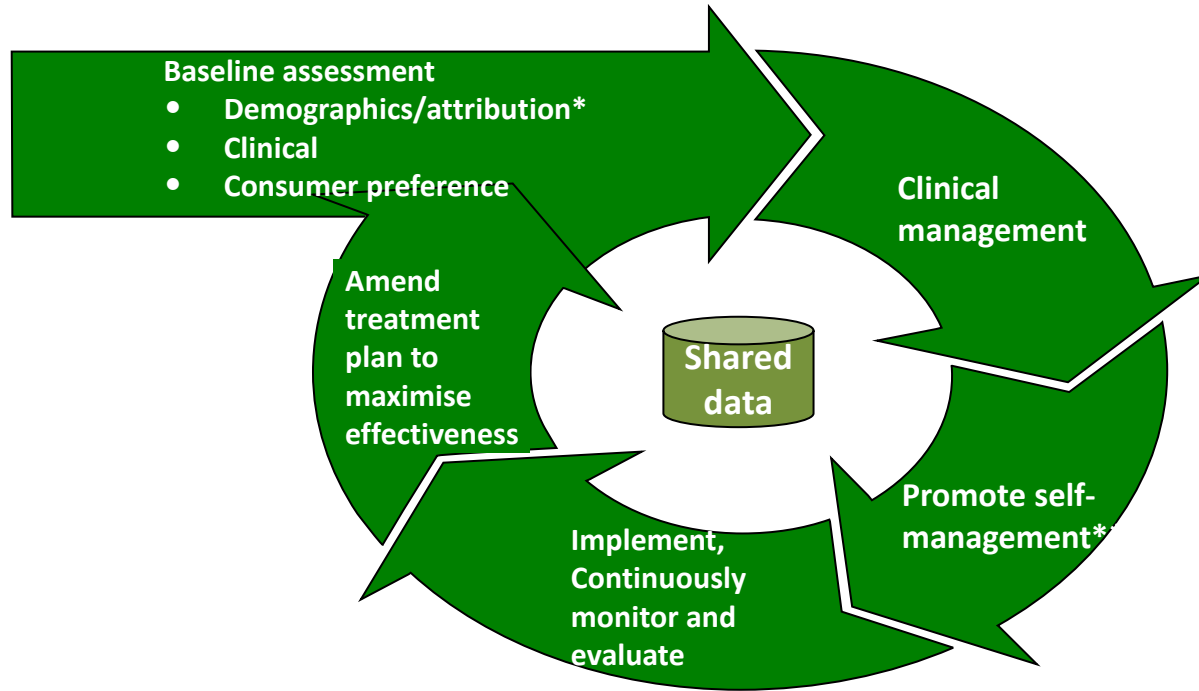 Baseline assessment
• Demographics/attribution*
• Clinical
• Consumer preference
Clinical
management
Promote self-
management**
Implement,
Continuously
monitor and
evaluate
Amend
treatment
plan to
maximise
effectiveness
Shared
data